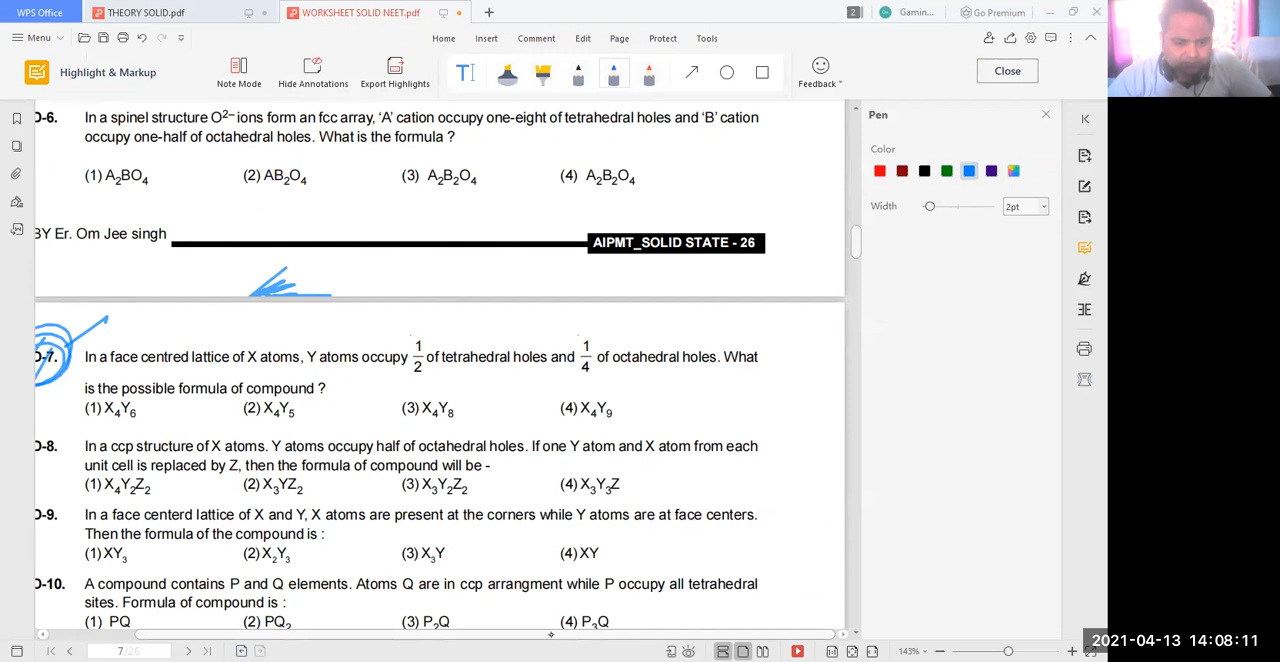 WPS Office
THEORY SOLID.pdf
WORKSHEET SOLID NEET.pdf
2
Gamin...
Go Premium
Menu
Home
Insert
Comment
Edit
Page
Protect
Tools
Highlight & Markup
Note Mode
Hide Annotations
Export Highlights
Feedback
Close
Pen
Color
Width
2pt
D-6. In a spinel structure O²⁻ ions form an fcc array, 'A' cation occupy one-eight of tetrahedral holes and 'B' cation
occupy one-half of octahedral holes. What is the formula ?
(1) A₂BO₄ (2) AB₂O₄ (3) A₂B₂O₄ (4) A₂B₂O₄
BY Er. Om Jee singh
AIPMT_SOLID STATE - 26
D-7. In a face centred lattice of X atoms, Y atoms occupy 1/2 of tetrahedral holes and 1/4 of octahedral holes. What
is the possible formula of compound ?
(1) X₄Y₆ (2) X₄Y₅ (3) X₄Y₈ (4) X₄Y₉
D-8. In a ccp structure of X atoms. Y atoms occupy half of octahedral holes. If one Y atom and X atom from each
unit cell is replaced by Z, then the formula of compound will be -
(1) X₄Y₂Z₂ (2) X₃YZ₂ (3) X₃Y₂Z₂ (4) X₃Y₃Z
D-9. In a face centerd lattice of X and Y, X atoms are present at the corners while Y atoms are at face centers.
Then the formula of the compound is :
(1) XY₃ (2) X₂Y₃ (3) X₃Y (4) XY
D-10. A compound contains P and Q elements. Atoms Q are in ccp arrangment while P occupy all tetrahedral
sites. Formula of compound is :
(1) PQ (2) PQ₂ (3) P₂Q (4) P₃Q
7/26
143%
2021-04-13 14:08:11